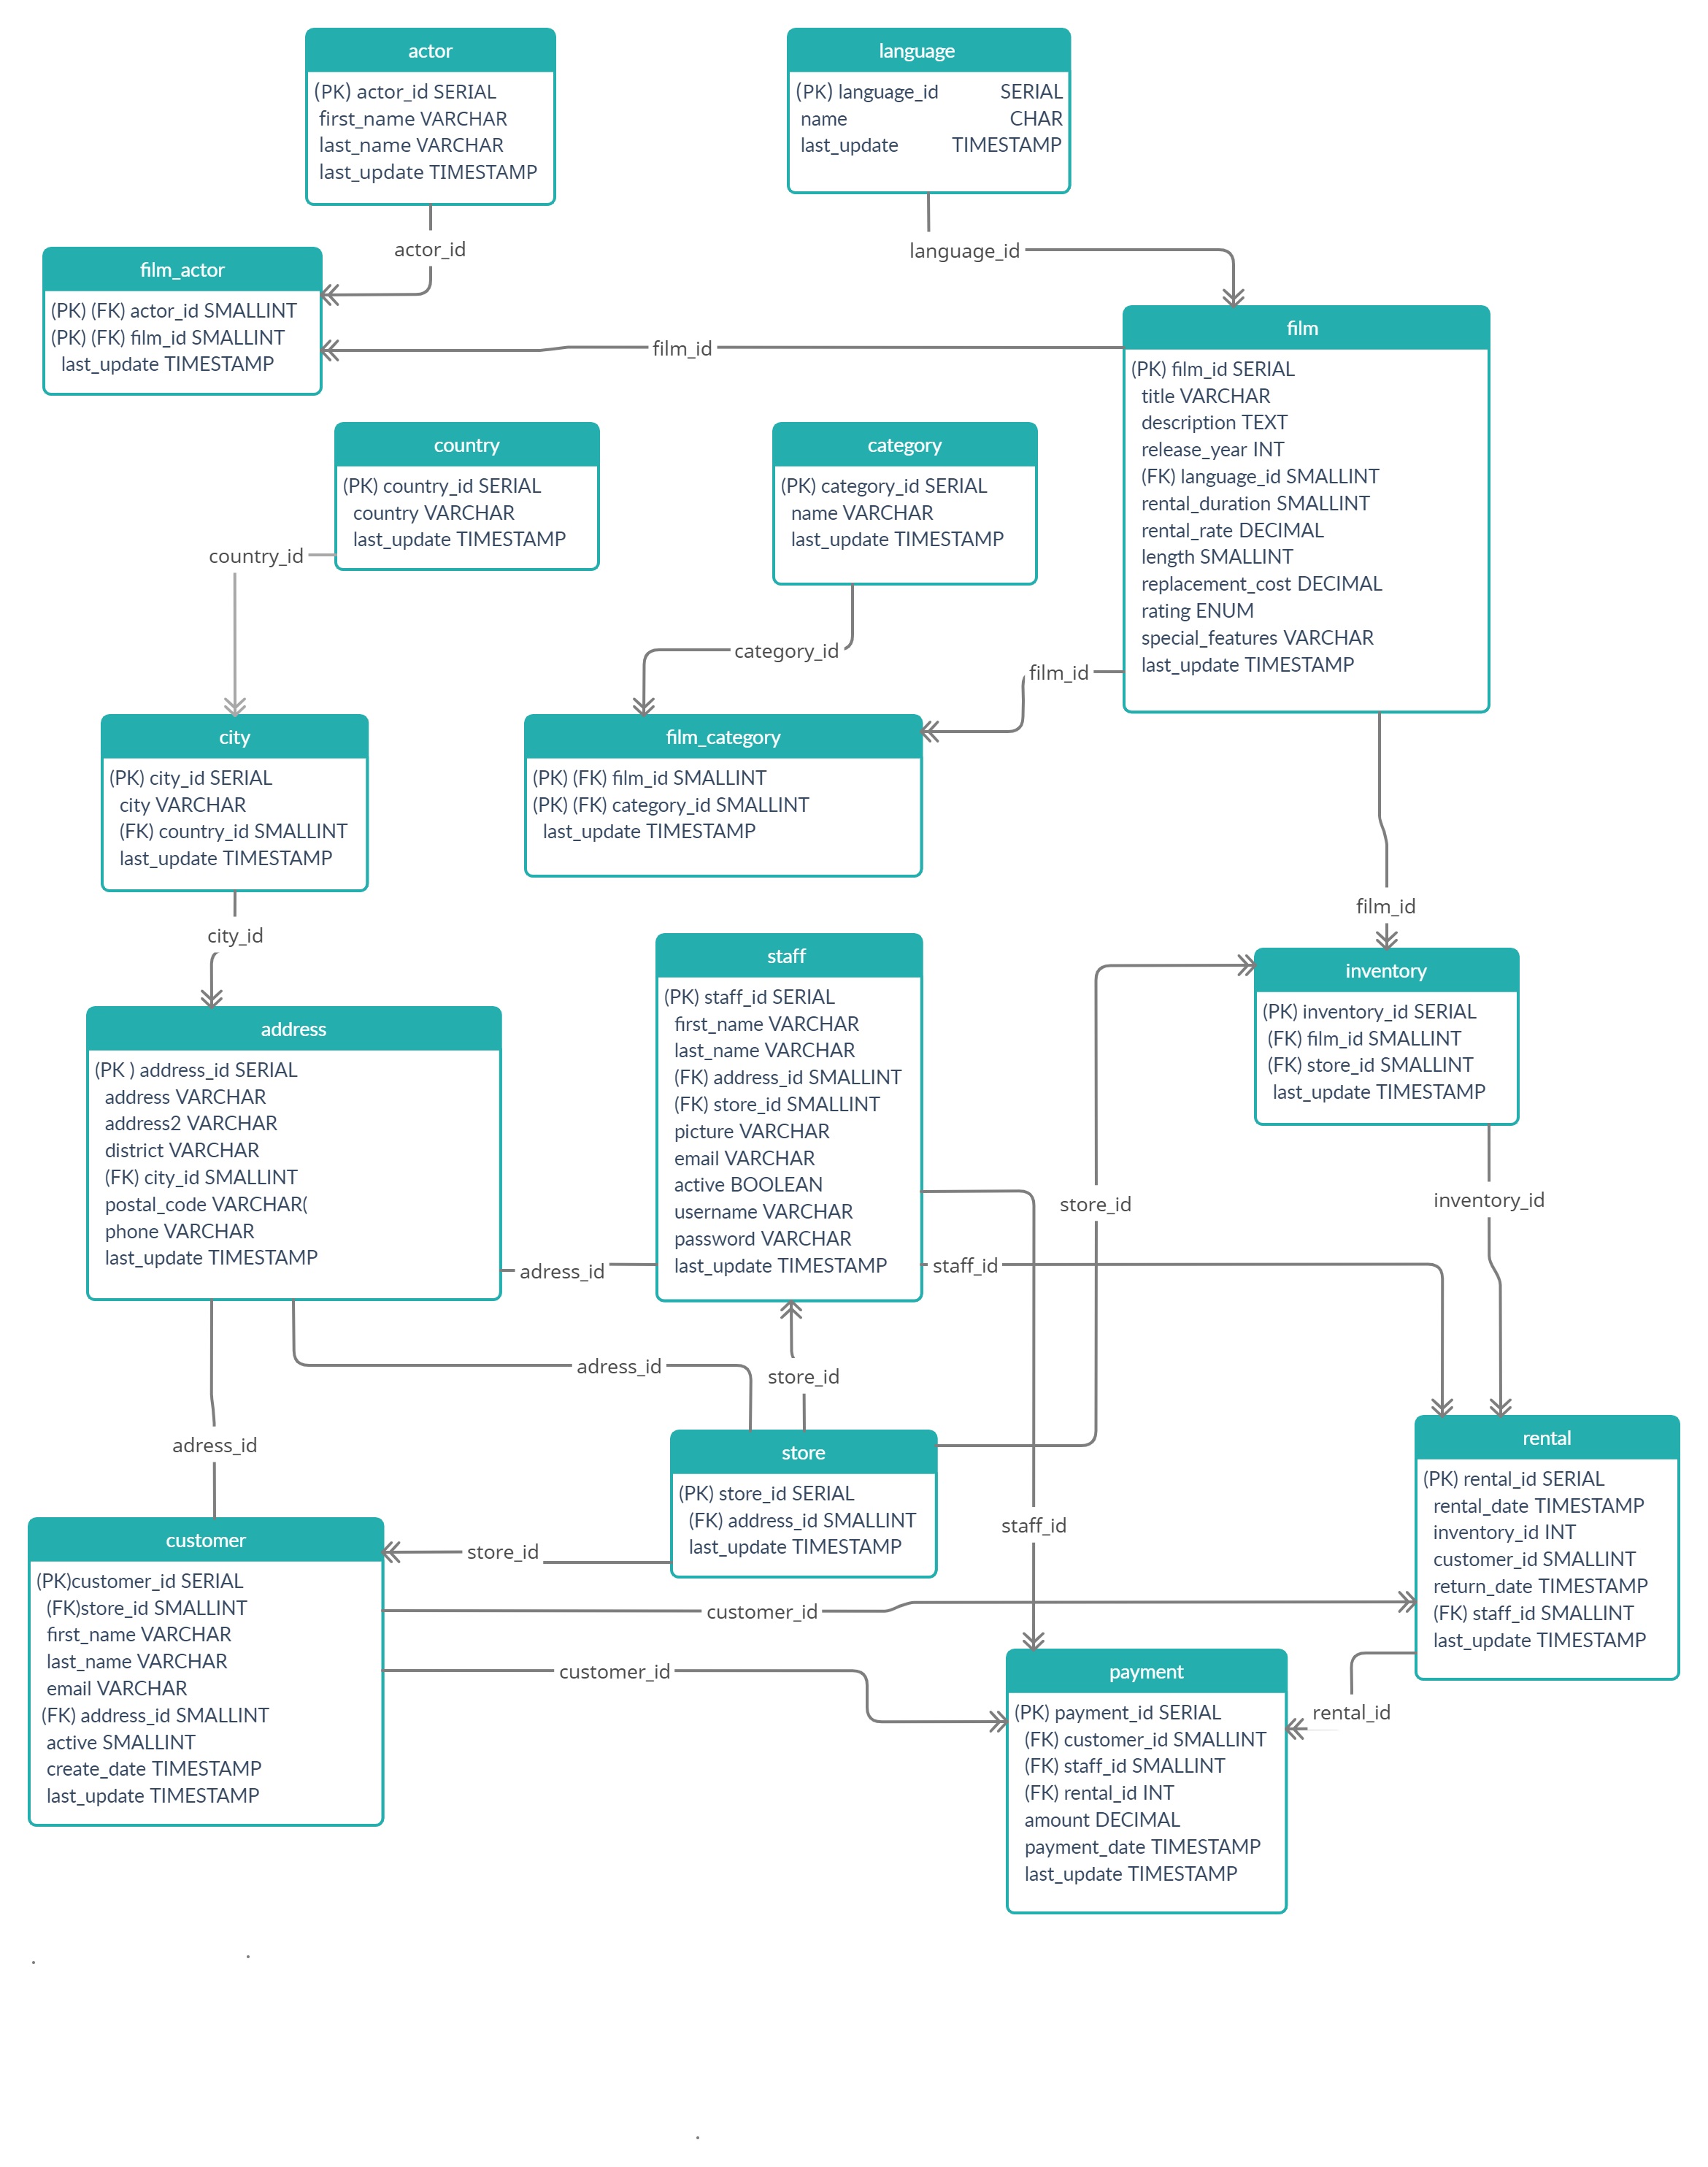 actor
(PK) actor_id SERIAL
first_name VARCHAR
last_name VARCHAR
last_update TIMESTAMP
language
(PK) language_id SERIAL
name CHAR
last_update TIMESTAMP
actor_id
language_id
film_actor
(PK) (FK) actor_id SMALLINT
(PK) (FK) film_id SMALLINT
last_update TIMESTAMP
film_id
film
(PK) film_id SERIAL
title VARCHAR
description TEXT
release_year INT
(FK) language_id SMALLINT
rental_duration SMALLINT
rental_rate DECIMAL
length SMALLINT
replacement_cost DECIMAL
rating ENUM
special_features VARCHAR
last_update TIMESTAMP
country
(PK) country_id SERIAL
country VARCHAR
last_update TIMESTAMP
category
(PK) category_id SERIAL
name VARCHAR
last_update TIMESTAMP
country_id
category_id
film_id
city
(PK) city_id SERIAL
city VARCHAR
(FK) country_id SMALLINT
last_update TIMESTAMP
film_category
(PK) (FK) film_id SMALLINT
(PK) (FK) category_id SMALLINT
last_update TIMESTAMP
film_id
city_id
staff
(PK) staff_id SERIAL
first_name VARCHAR
last_name VARCHAR
(FK) address_id SMALLINT
(FK) store_id SMALLINT
picture VARCHAR
email VARCHAR
active BOOLEAN
username VARCHAR
password VARCHAR
last_update TIMESTAMP
inventory
(PK) inventory_id SERIAL
(FK) film_id SMALLINT
(FK) store_id SMALLINT
last_update TIMESTAMP
address
(PK ) address_id SERIAL
address VARCHAR
address2 VARCHAR
district VARCHAR
(FK) city_id SMALLINT
postal_code VARCHAR(
phone VARCHAR
last_update TIMESTAMP
store_id
inventory_id
adress_id
staff_id
adress_id
store_id
adress_id
store
(PK) store_id SERIAL
(FK) address_id SMALLINT
last_update TIMESTAMP
rental
(PK) rental_id SERIAL
rental_date TIMESTAMP
inventory_id INT
customer_id SMALLINT
return_date TIMESTAMP
(FK) staff_id SMALLINT
last_update TIMESTAMP
staff_id
store_id
customer
(PK)customer_id SERIAL
(FK)store_id SMALLINT
first_name VARCHAR
last_name VARCHAR
email VARCHAR
(FK) address_id SMALLINT
active SMALLINT
create_date TIMESTAMP
last_update TIMESTAMP
customer_id
customer_id
payment
(PK) payment_id SERIAL
(FK) customer_id SMALLINT
(FK) staff_id SMALLINT
(FK) rental_id INT
amount DECIMAL
payment_date TIMESTAMP
last_update TIMESTAMP
rental_id